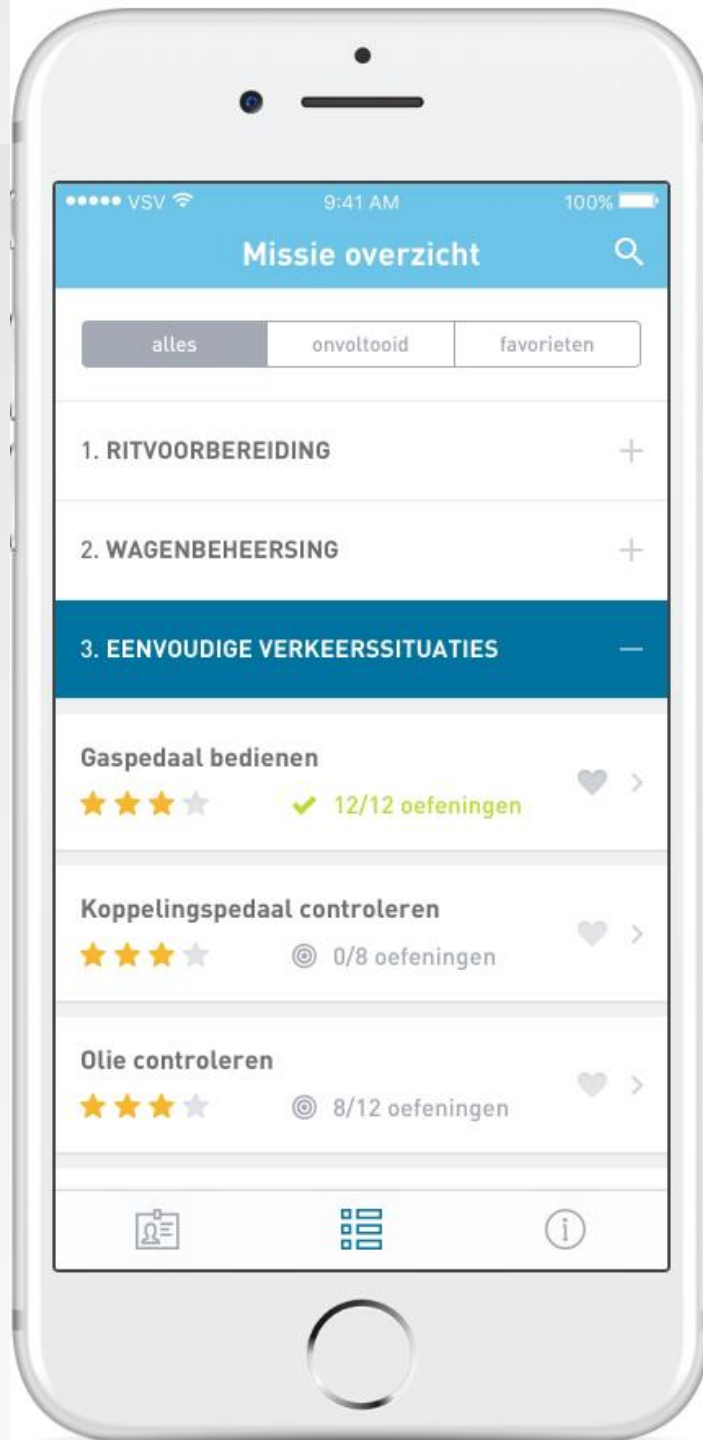 VSV 9:41 AM 100%
Missie overzicht
alles onvoltooid favorieten
1. RITVOORBEREIDING
2. WAGENBEHEERSING
3. EENVOUDIGE VERKEERSSITUATIES
Gaspedaal bedienen
12/12 oefeningen
Koppelingspedaal controleren
0/8 oefeningen
Olie controleren
8/12 oefeningen